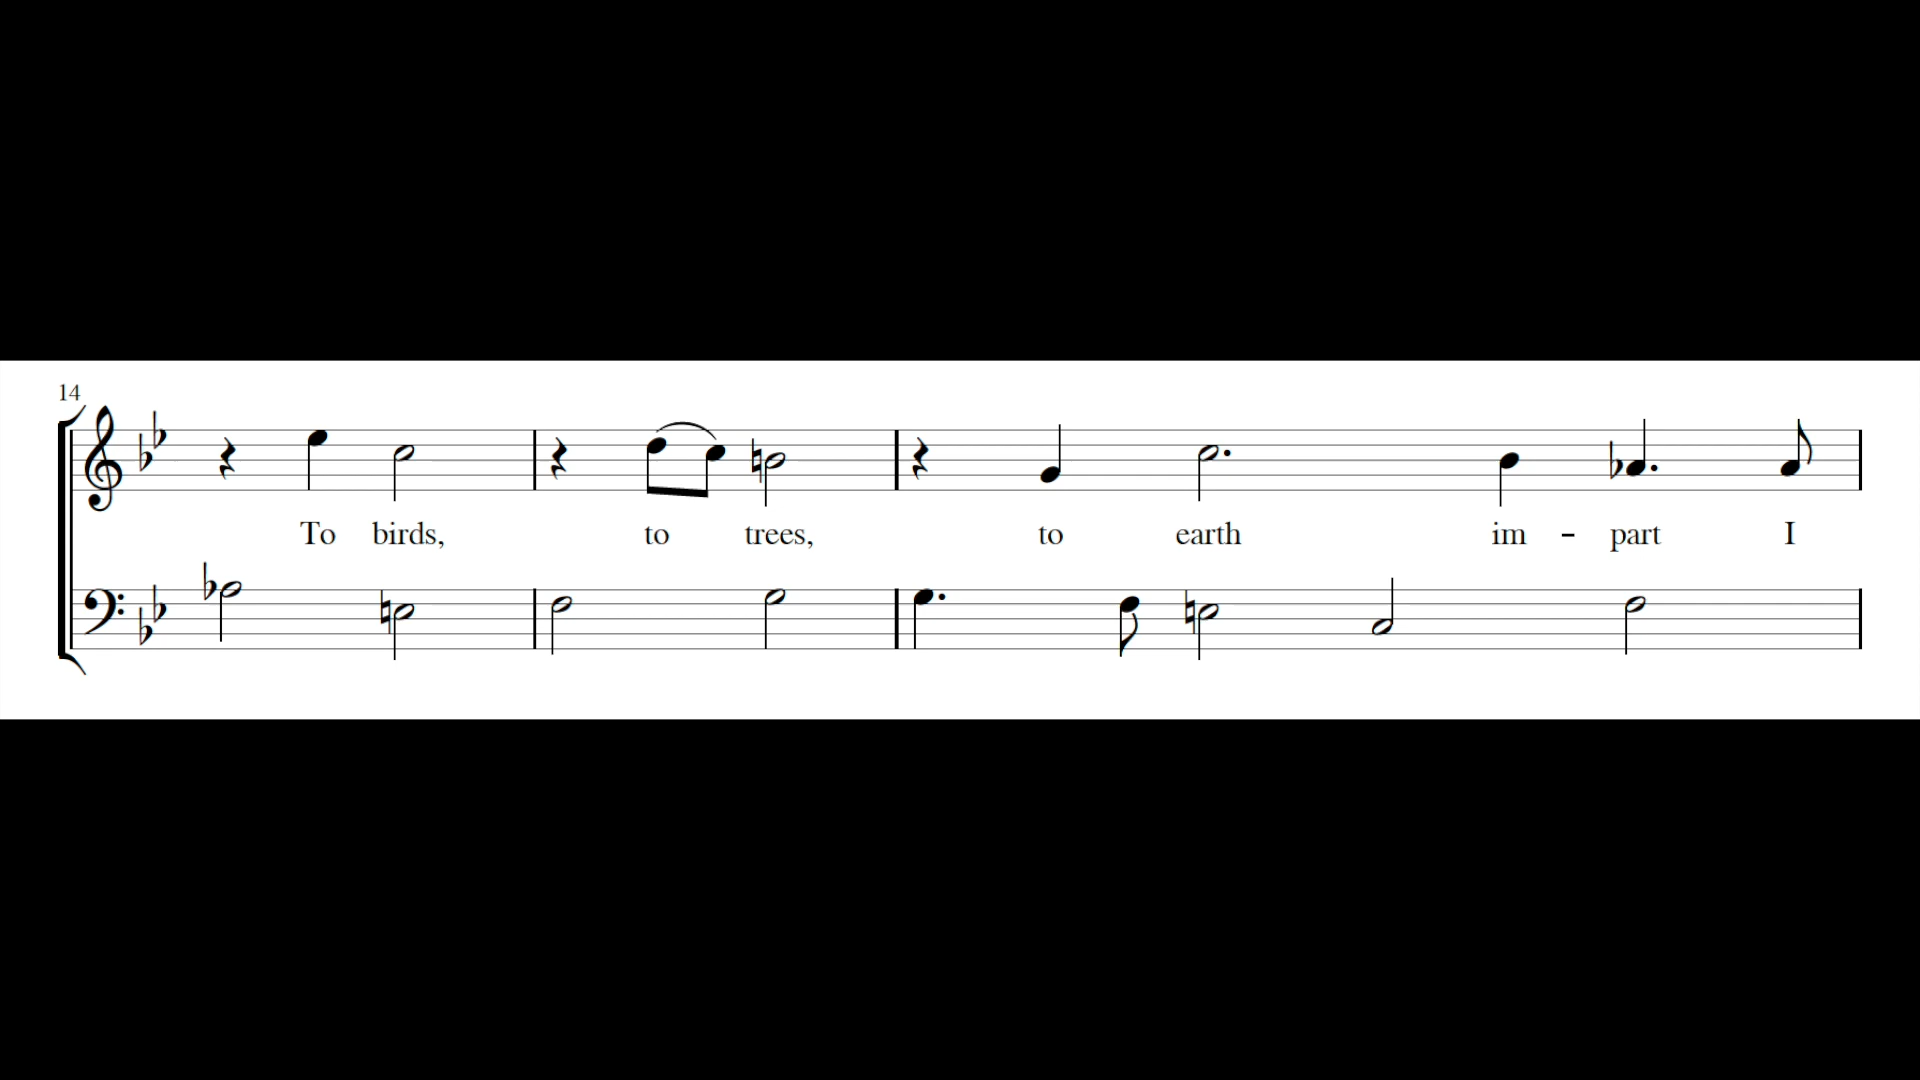 14
To birds, to trees, to earth im - part I